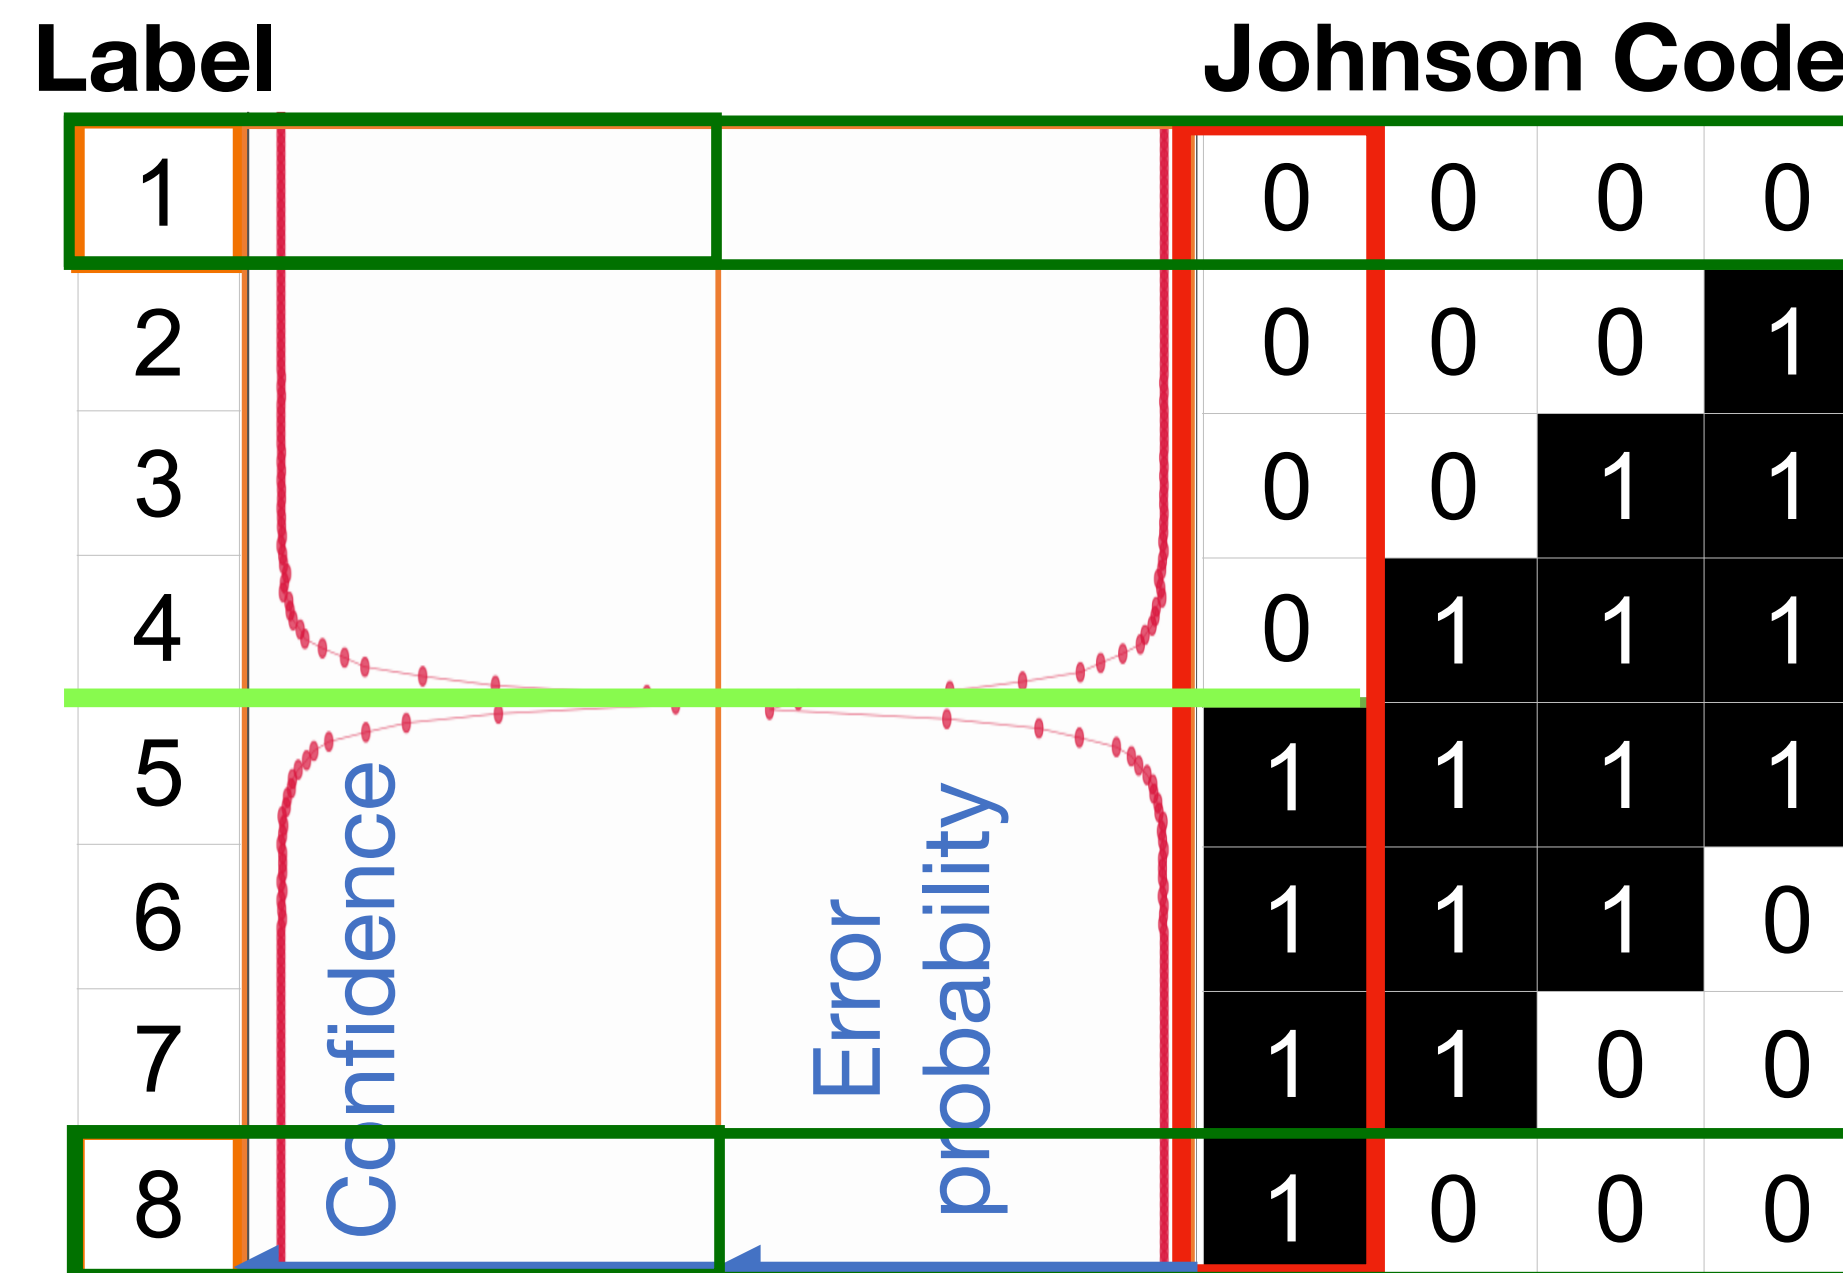 Label Johnson Code
1 0 0 0 0
2 0 0 0 1
3 0 0 1 1
4 0 1 1 1
5 1 1 1 1
6 1 1 1 0
7 1 1 0 0
8 1 0 0 0
Confidence
Error
probability